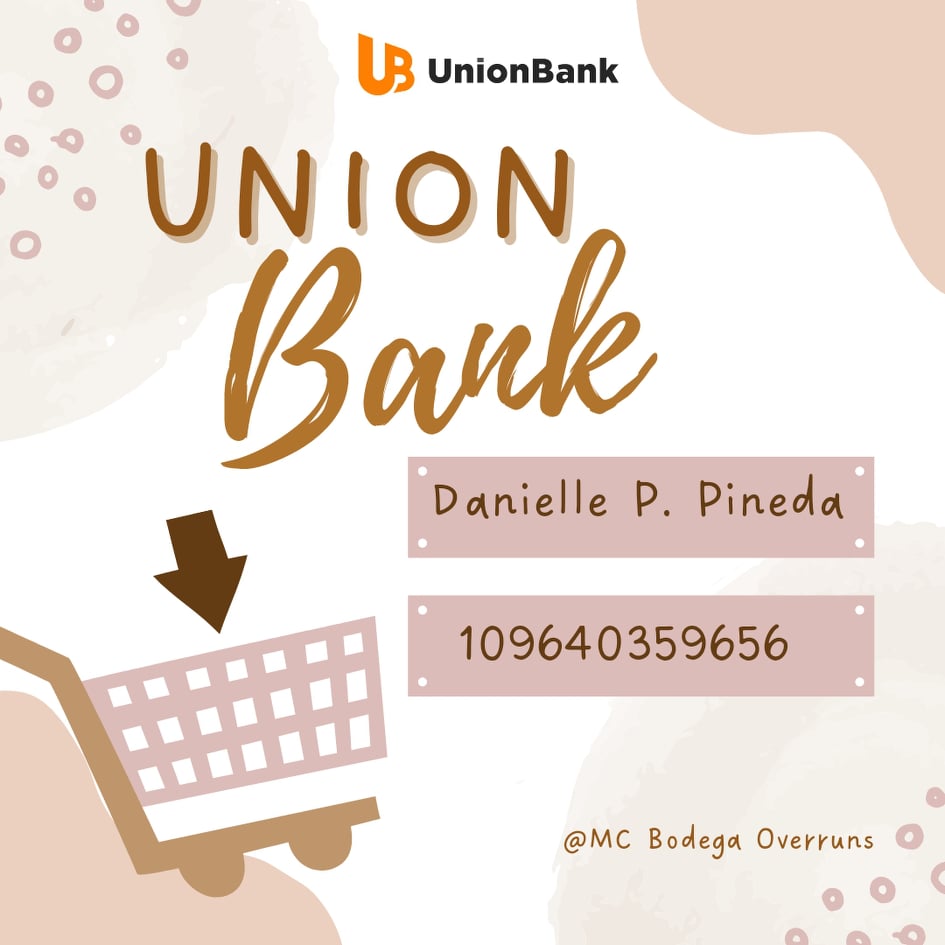 UnionBank
UNION
Bank
Danielle P. Pineda
109640359656
@MC Bodega Overruns